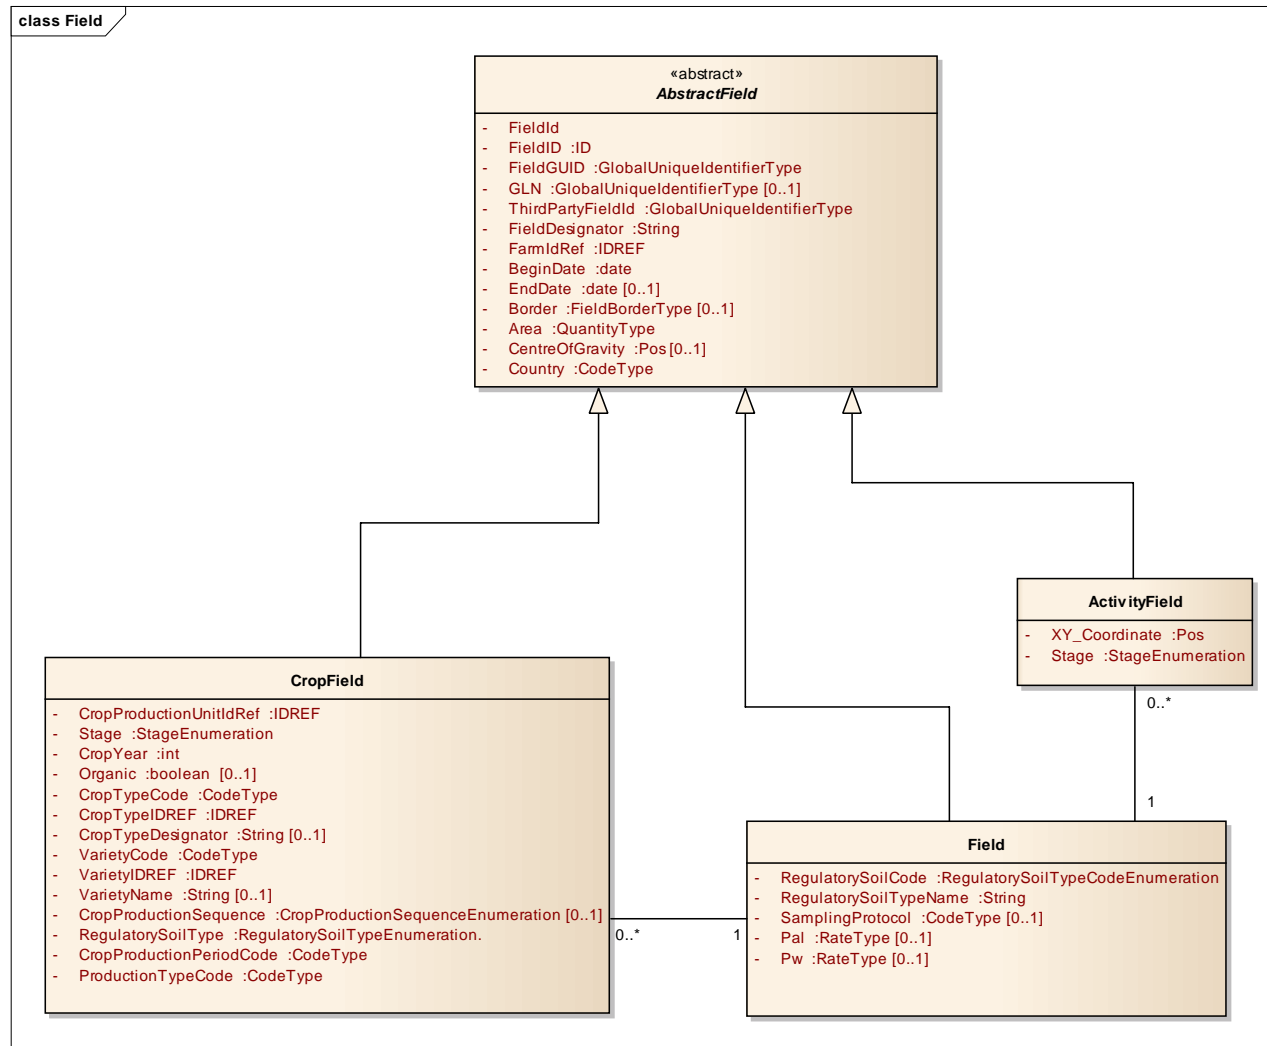 class Field
«abstract»
AbstractField
- FieldId
- FieldID :ID
- FieldGUID :GlobalUniqueIdentifierType
- GLN :GlobalUniqueIdentifierType [0..1]
- ThirdPartyFieldId :GlobalUniqueIdentifierType
- FieldDesignator :String
- FarmIdRef :IDREF
- BeginDate :date
- EndDate :date [0..1]
- Border :FieldBorderType [0..1]
- Area :QuantityType
- CentreOfGravity :Pos [0..1]
- Country :CodeType
ActivityField
- XY_Coordinate :Pos
- Stage :StageEnumeration
0..*
1
CropField
- CropProductionUnitIdRef :IDREF
- Stage :StageEnumeration
- CropYear :int
- Organic :boolean [0..1]
- CropTypeCode :CodeType
- CropTypeIDREF :IDREF
- CropTypeDesignator :String [0..1]
- VarietyCode :CodeType
- VarietyIDREF :IDREF
- VarietyName :String [0..1]
- CropProductionSequence :CropProductionSequenceEnumeration [0..1]
- RegulatorySoilType :RegulatorySoilTypeEnumeration.
- CropProductionPeriodCode :CodeType
- ProductionTypeCode :CodeType
0..*
1
Field
- RegulatorySoilCode :RegulatorySoilTypeCodeEnumeration
- RegulatorySoilTypeName :String
- SamplingProtocol :CodeType [0..1]
- Pal :RateType [0..1]
- Pw :RateType [0..1]